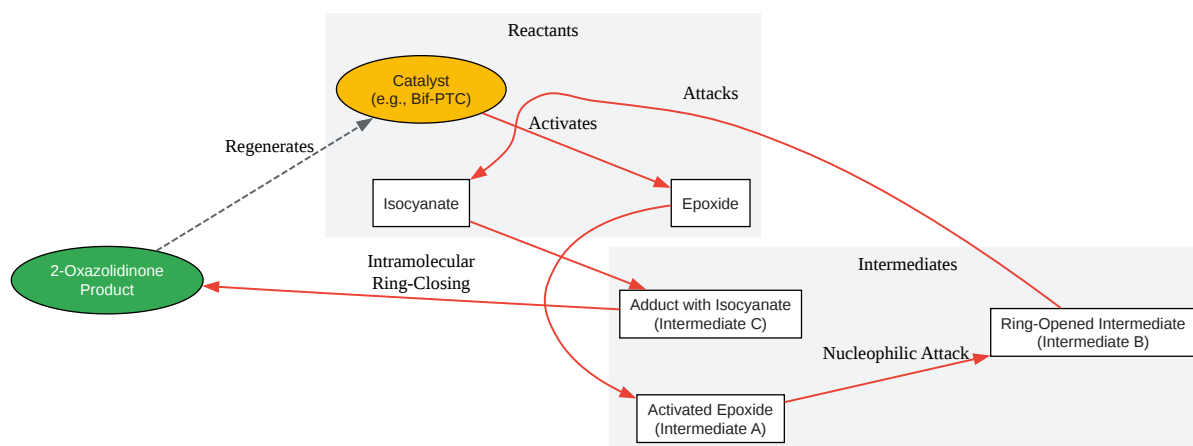 Reactants
Catalyst
(e.g., Bif-PTC)
Attacks
Activates
Regenerates
Isocyanate
Epoxide
2-Oxazolidinone
Product
Intramolecular
Ring-Closing
Intermediates
Adduct with Isocyanate
(Intermediate C)
Ring-Opened Intermediate
(Intermediate B)
Nucleophilic Attack
Activated Epoxide
(Intermediate A)